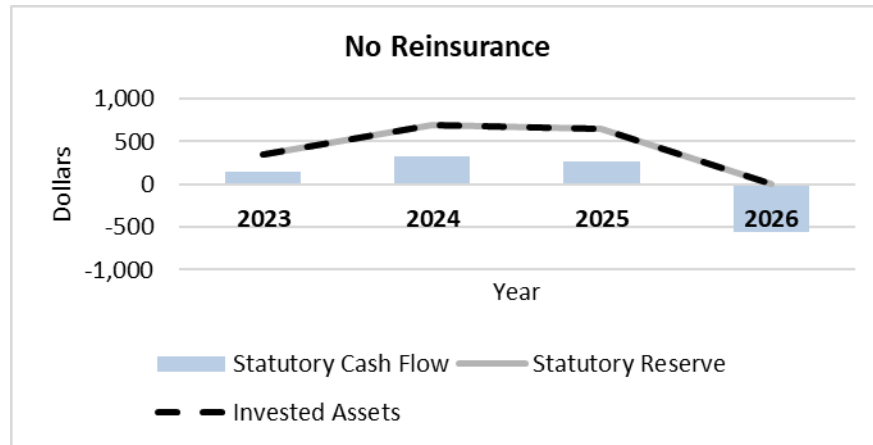 No Reinsurance
1,000
500
0
-500
-1,000
Dollars
2023 2024 2025 2026
Year
Statutory Cash Flow Statutory Reserve
Invested Assets